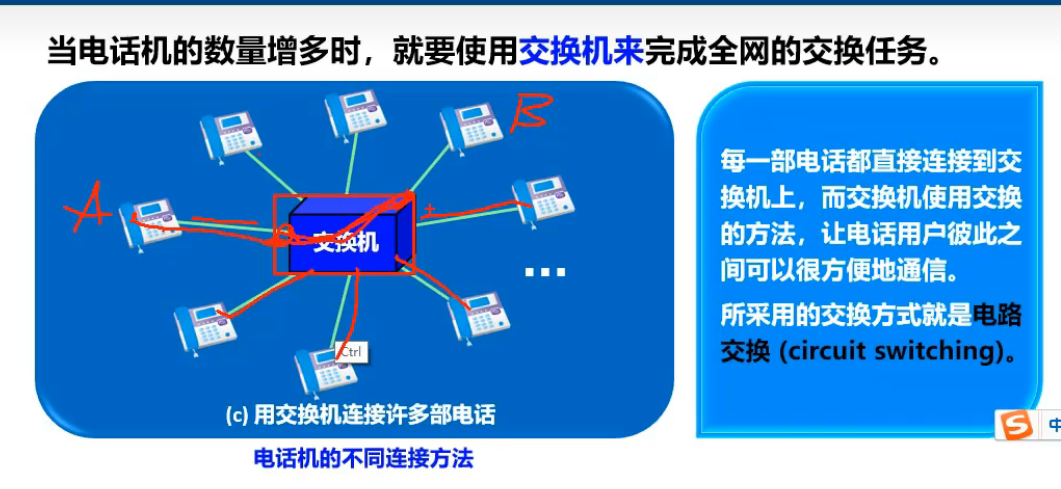 当电话机的数量增多时，就要使用交换机来完成全网的交换任务。
B
A
交换机
...
Ctrl
(c) 用交换机连接许多部电话
电话机的不同连接方法
每一部电话都直接连接到交
换机上，而交换机使用交换
的方法，让电话用户彼此之
间可以很方便地通信。
所采用的交换方式就是电路
交换 (circuit switching)。
S 中